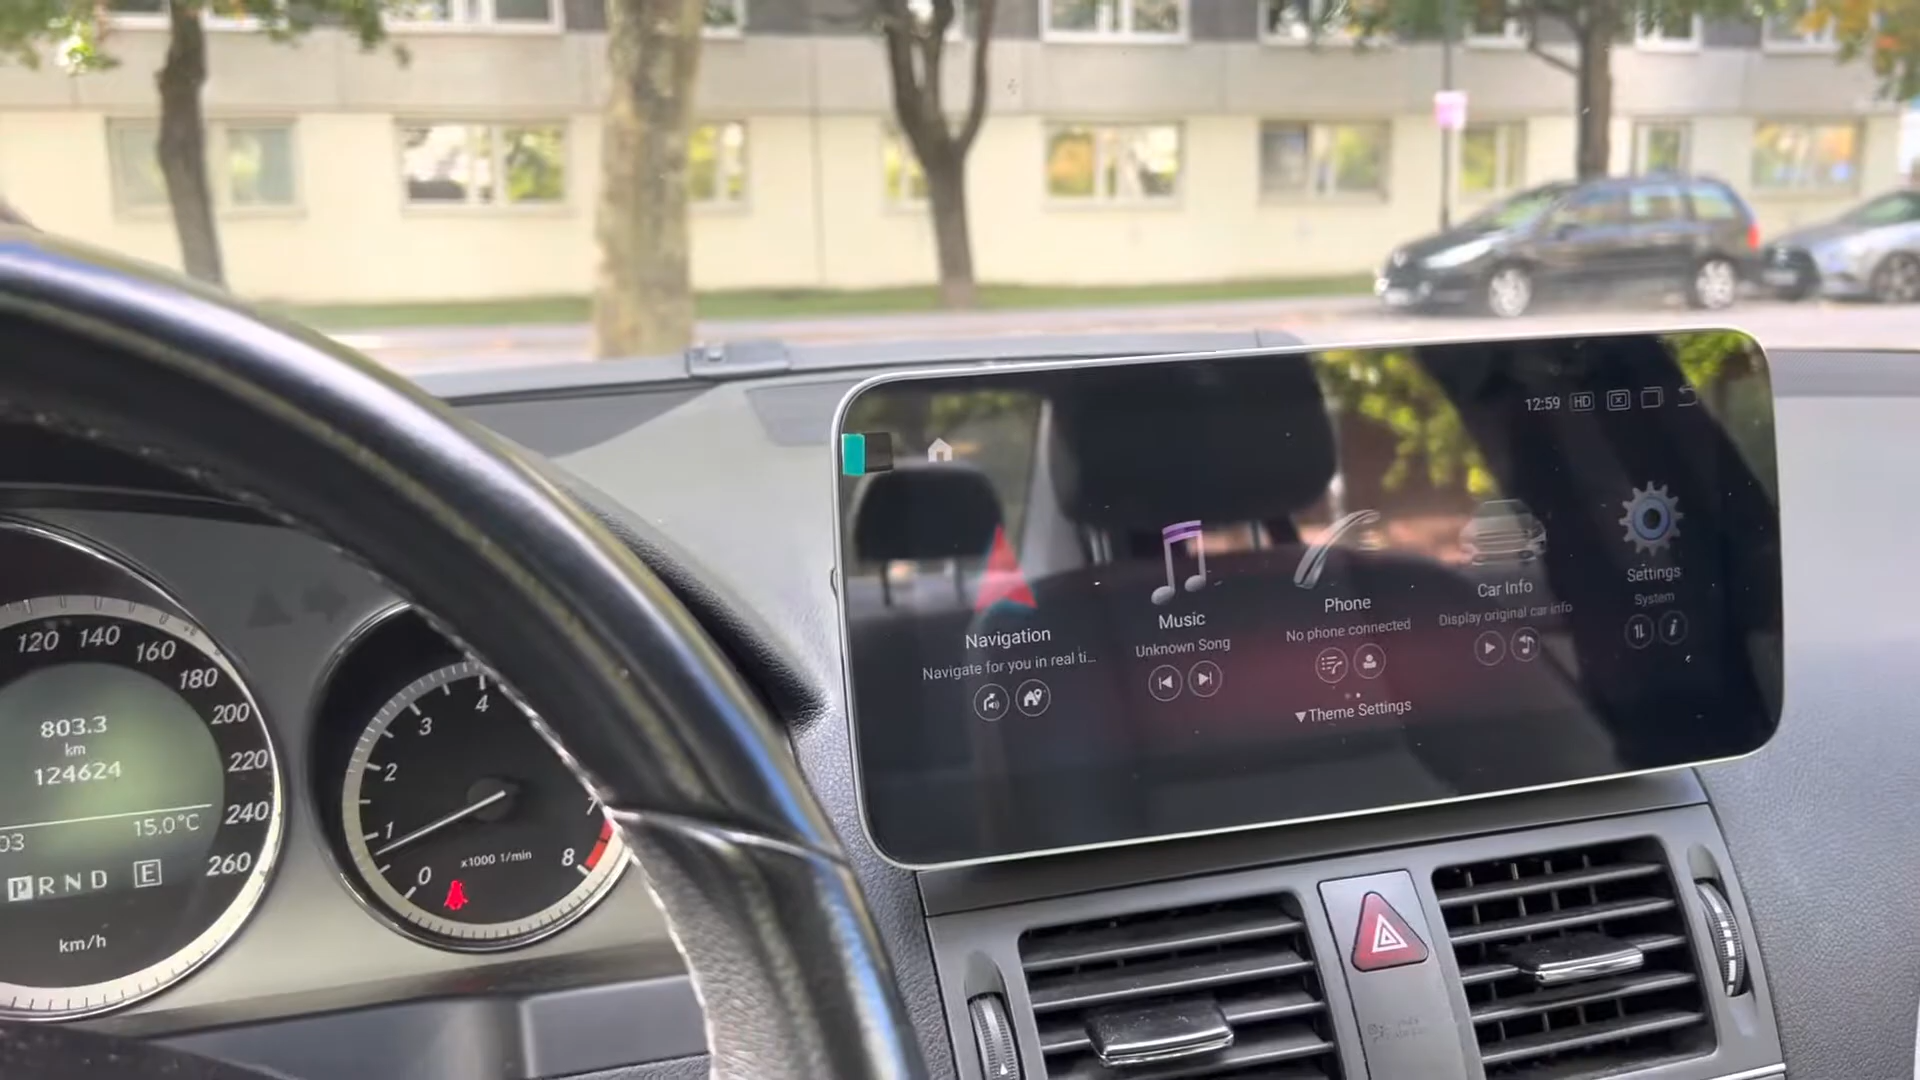 12:59 HD
Navigation
Navigate for you in real ti...
Music
Unknown Song
Phone
No phone connected
Car Info
Display original car info
Settings
System
▼Theme Settings
120 140 160 180 200 220 240 260
803.3
km
124624
03 15.0°C
P R N D E
km/h
0 1 2 3 4 7 8
x1000 1/min